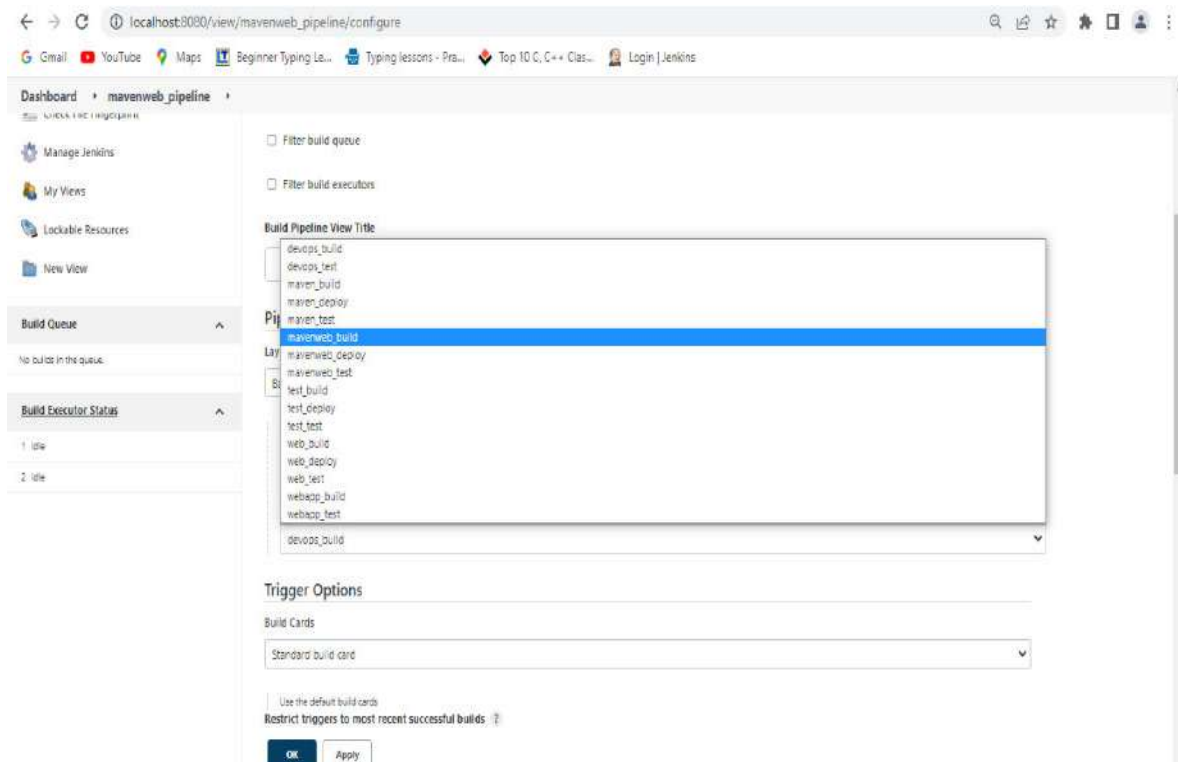 localhost:8080/view/mavenweb_pipeline/configure
Gmail YouTube Maps Beginner Typing Le... Typing lessons - Pra... Top 10 C, C++ Clas... Login | Jenkins
Dashboard mavenweb_pipeline
Check File Fingerprint
Manage Jenkins
My Views
Lockable Resources
New View
Build Queue
No builds in the queue.
Build Executor Status
1 Idle
2 Idle
Filter build queue
Filter build executors
Build Pipeline View Title
devops_build
devops_test
maven_build
maven_deploy
maven_test
mavenweb_build
mavenweb_deploy
mavenweb_test
test_build
test_deploy
test_test
web_build
web_deploy
web_test
webapp_build
webapp_test
devops_build
Trigger Options
Build Cards
Standard build card
Use the default build cards
Restrict triggers to most recent successful builds ?
OK Apply